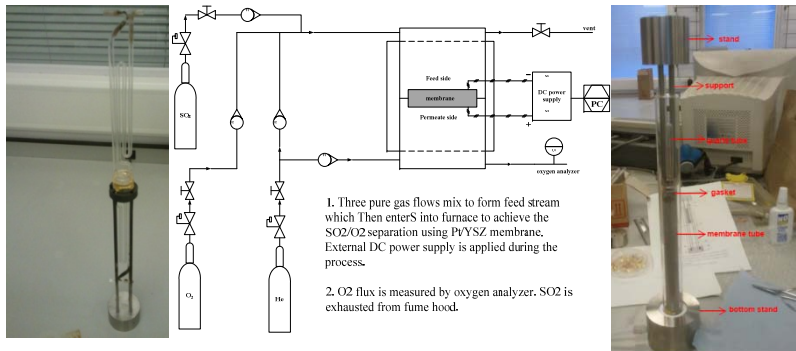 SO₂
O₂
He
vent
Feed side
membrane
Permeate side
DC power
supply
PC
oxygen analyzer
1. Three pure gas flows mix to form feed stream
which Then enterS into furnace to achieve the
SO2/O2 separation using Pt/YSZ membrane.
External DC power supply is applied during the
process.
2. O2 flux is measured by oxygen analyzer. SO2 is
exhausted from fume hood.
stand
support
gasket
membrane tube
bottom stand